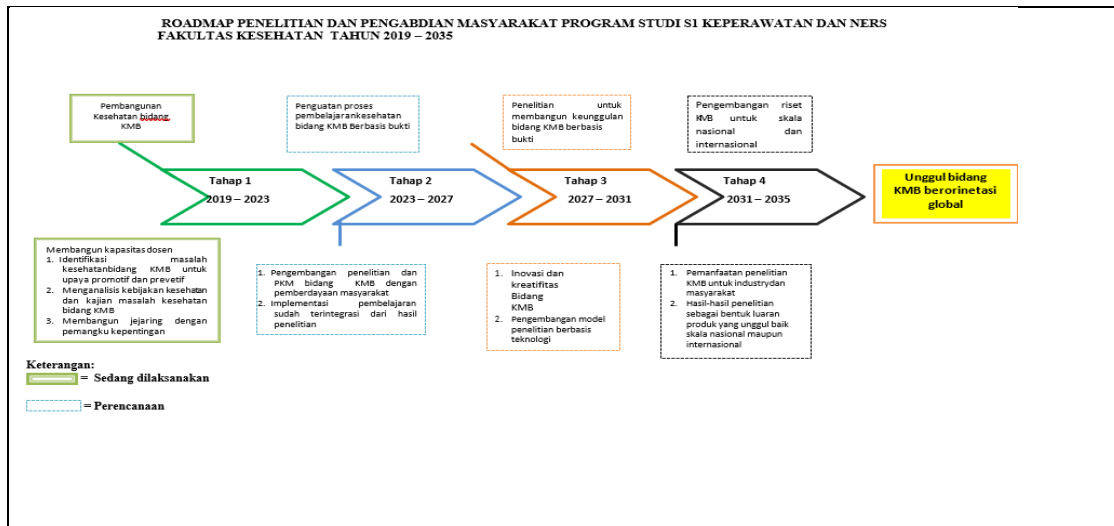 ROADMAP PENELITIAN DAN PENGABDIAN MASYARAKAT PROGRAM STUDI S1 KEPERAWATAN DAN NERS
FAKULTAS KESEHATAN TAHUN 2019 – 2035
Pembangunan
Kesehatan bidang
KMB
Penguatan proses
pembelajarankesehatan
bidang KMB Berbasis bukti
Penelitian untuk
membangun keunggulan
bidang KMB berbasis
bukti
Pengembangan riset
KMB untuk skala
nasional dan
internasional
Tahap 1
2019 – 2023
Tahap 2
2023 – 2027
Tahap 3
2027 – 2031
Tahap 4
2031 – 2035
Unggul bidang
KMB berorinetasi
global
Membangun kapasitas dosen
1. Identifikasi masalah
kesehatanbidang KMB untuk
upaya promotif dan prevetif
2. Menganalisis kebijakan kesehatan
dan kajian masalah kesehatan
bidang KMB
3. Membangun jejaring dengan
pemangku kepentingan
1. Pengembangan penelitian dan
PKM bidang KMB dengan
pemberdayaan masyarakat
2. Implementasi pembelajaran
sudah terintegrasi dari hasil
penelitian
1. Inovasi dan
kreatifitas
Bidang
KMB
2. Pengembangan model
penelitian berbasis
teknologi
1. Pemanfaatan penelitian
KMB untuk industrydan
masyarakat
2. Hasil-hasil penelitian
sebagai bentuk luaran
produk yang unggul baik
skala nasional maupun
internasional
Keterangan:
= Sedang dilaksanakan
= Perencanaan